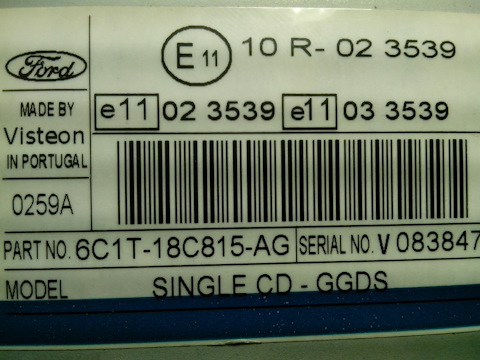 Ford
E 11 10 R- 02 3539
MADE BY
Visteon
IN PORTUGAL
e11 02 3539 e11 03 3539
0259A
PART NO. 6C1T-18C815-AG SERIAL NO. V 083847
MODEL SINGLE CD - GGDS